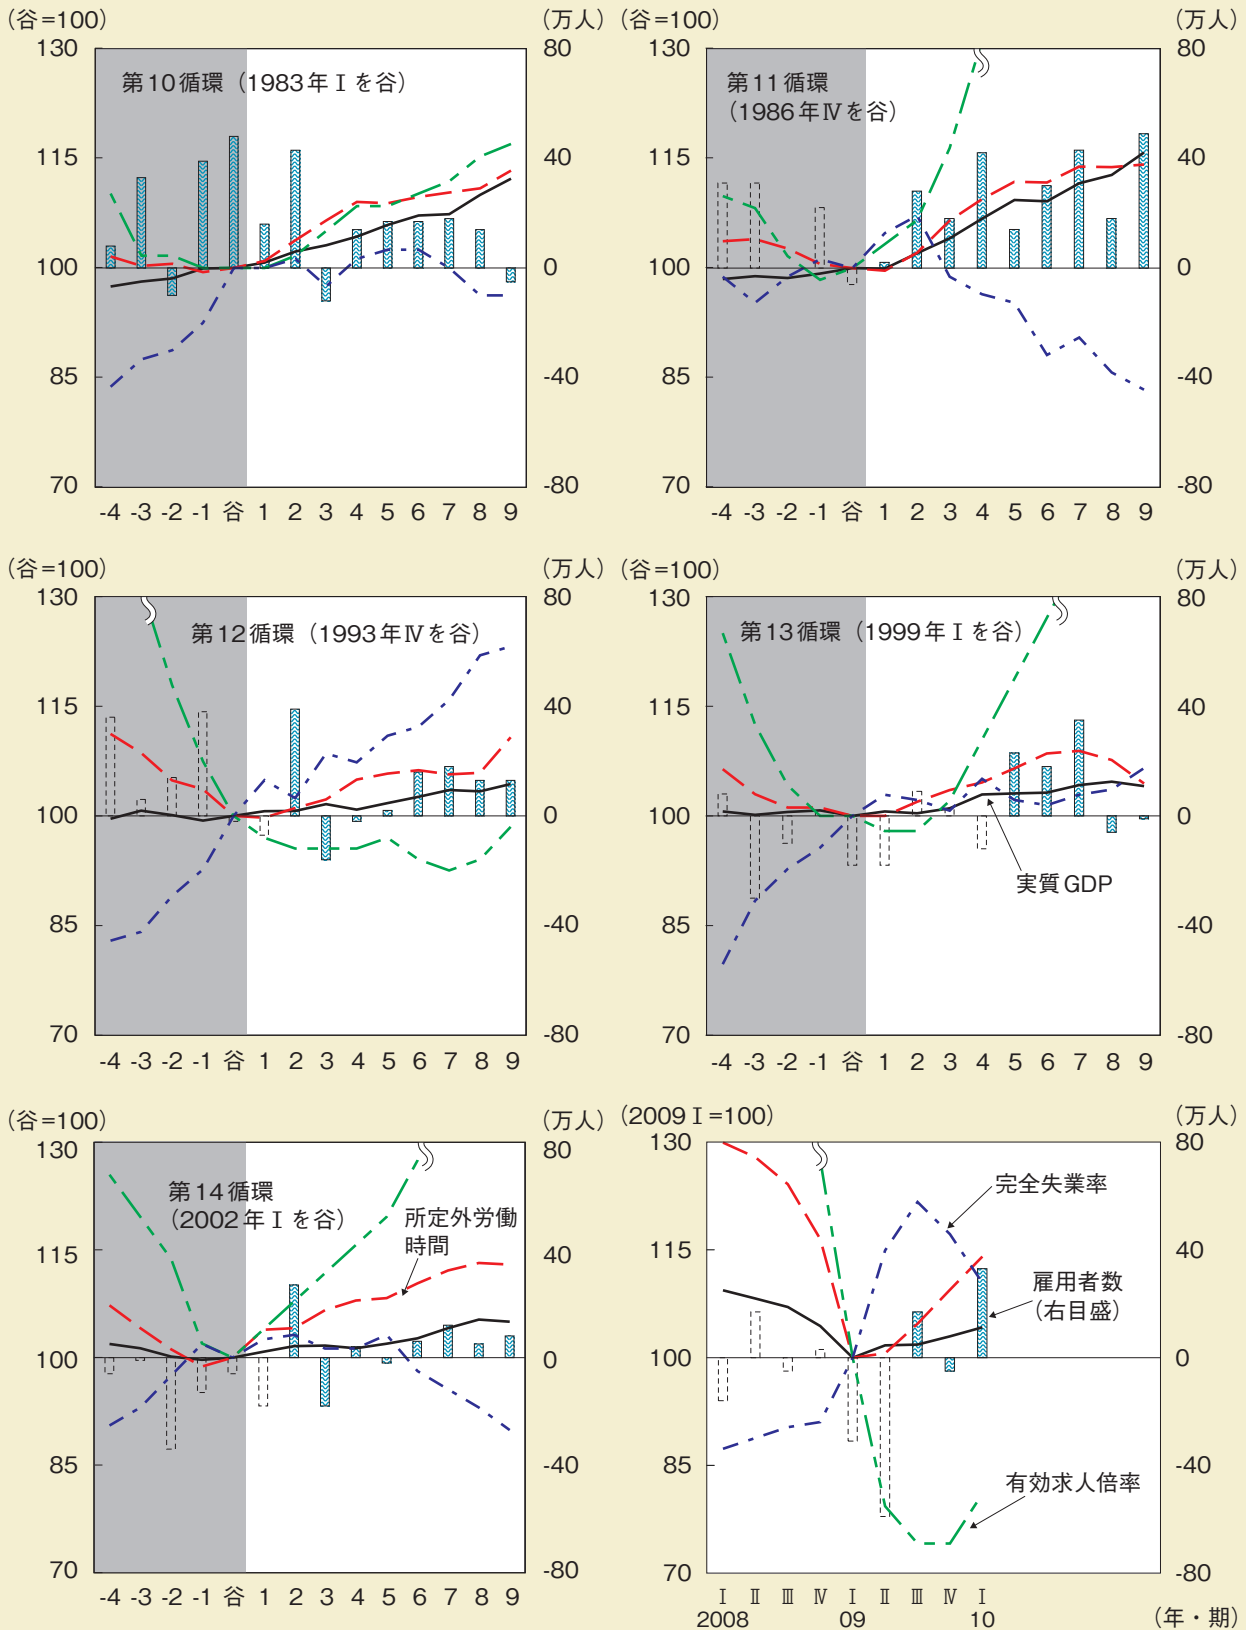 (谷=100)
(万人)
130
80
第10循環（1983年Ⅰを谷）
115
40
100
0
85
-40
70
-80
-4 -3 -2 -1 谷 1 2 3 4 5 6 7 8 9
(谷=100)
(万人)
130
80
第11循環
（1986年Ⅳを谷）
115
40
100
0
85
-40
70
-80
-4 -3 -2 -1 谷 1 2 3 4 5 6 7 8 9
(谷=100)
(万人)
130
80
第12循環（1993年Ⅳを谷）
115
40
100
0
85
-40
70
-80
-4 -3 -2 -1 谷 1 2 3 4 5 6 7 8 9
(谷=100)
(万人)
130
80
第13循環（1999年Ⅰを谷）
115
40
100
0
実質GDP
85
-40
70
-80
-4 -3 -2 -1 谷 1 2 3 4 5 6 7 8 9
(谷=100)
(万人)
130
80
第14循環
（2002年Ⅰを谷）
所定外労働
時間
115
40
100
0
85
-40
70
-80
-4 -3 -2 -1 谷 1 2 3 4 5 6 7 8 9
(2009Ⅰ=100)
(万人)
130
80
完全失業率
115
40
雇用者数
（右目盛）
100
0
85
-40
有効求人倍率
70
-80
Ⅰ Ⅱ Ⅲ Ⅳ Ⅰ Ⅱ Ⅲ Ⅳ Ⅰ
2008 09 10 (年・期)